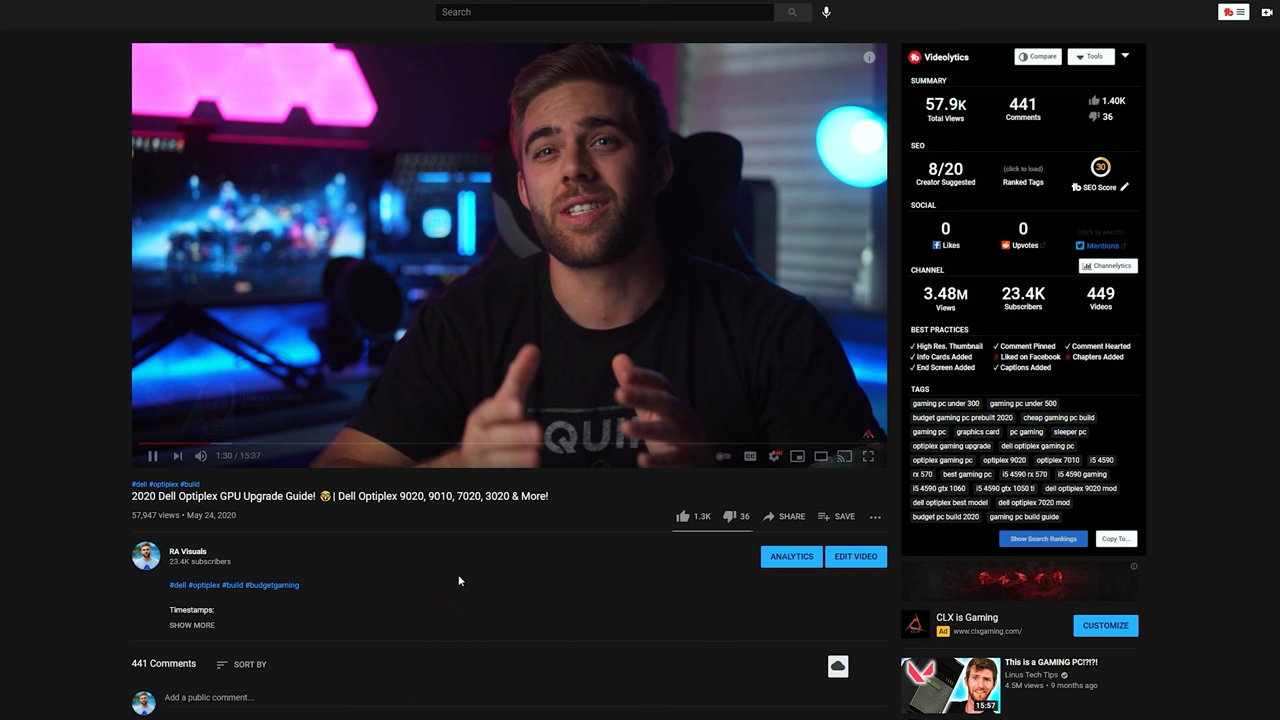 Search
QUI
1:30 / 15:37
#dell #optiplex #build
2020 Dell Optiplex GPU Upgrade Guide! 🤓 | Dell Optiplex 9020, 9010, 7020, 3020 & More!
57,947 views • May 24, 2020
1.3K
36
SHARE
SAVE
RA Visuals
23.4K subscribers
ANALYTICS
EDIT VIDEO
#dell #optiplex #build #budgetgaming
Timestamps:
SHOW MORE
441 Comments
SORT BY
Add a public comment...
Videolytics
Compare
Tools
SUMMARY
57.9K
Total Views
441
Comments
1.40K
36
SEO
8/20
Creator Suggested
(click to load)
Ranked Tags
30
SEO Score
SOCIAL
0
Likes
0
Upvotes
(click to search)
Mentions
CHANNEL
Channelytics
3.48M
Views
23.4K
Subscribers
449
Videos
BEST PRACTICES
✓ High Res. Thumbnail ✓ Comment Pinned ✓ Comment Hearted
✓ Info Cards Added ✗ Liked on Facebook ✗ Chapters Added
✓ End Screen Added ✓ Captions Added
TAGS
gaming pc under 300 gaming pc under 500
budget gaming pc prebuilt 2020 cheap gaming pc build
gaming pc graphics card pc gaming sleeper pc
optiplex gaming upgrade dell optiplex gaming pc
optiplex gaming pc optiplex 9020 optiplex 7010 i5 4590
rx 570 best gaming pc i5 4590 rx 570 i5 4590 gaming
i5 4590 gtx 1060 i5 4590 gtx 1050 ti dell optiplex 9020 mod
dell optiplex best model dell optiplex 7020 mod
budget pc build 2020 gaming pc build guide
Show Search Rankings
Copy To...
CLX is Gaming
Ad www.clxgaming.com/
CUSTOMIZE
This is a GAMING PC!?!?!
Linus Tech Tips
4.5M views • 9 months ago
15:57